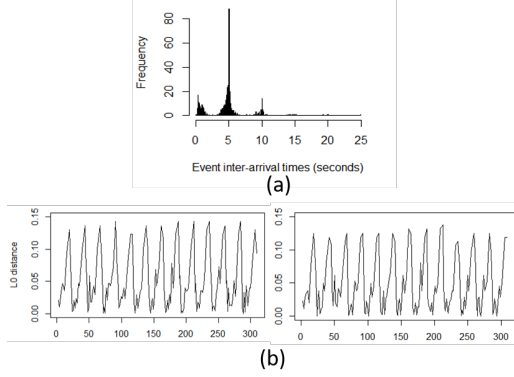 Frequency
0 20 40 60 80
0 5 10 15 20 25
Event inter-arrival times (seconds)
(a)
L0 distance
0.00 0.05 0.10 0.15
0 50 100 150 200 250 300
0.00 0.05 0.10 0.15
0 50 100 150 200 250 300
(b)